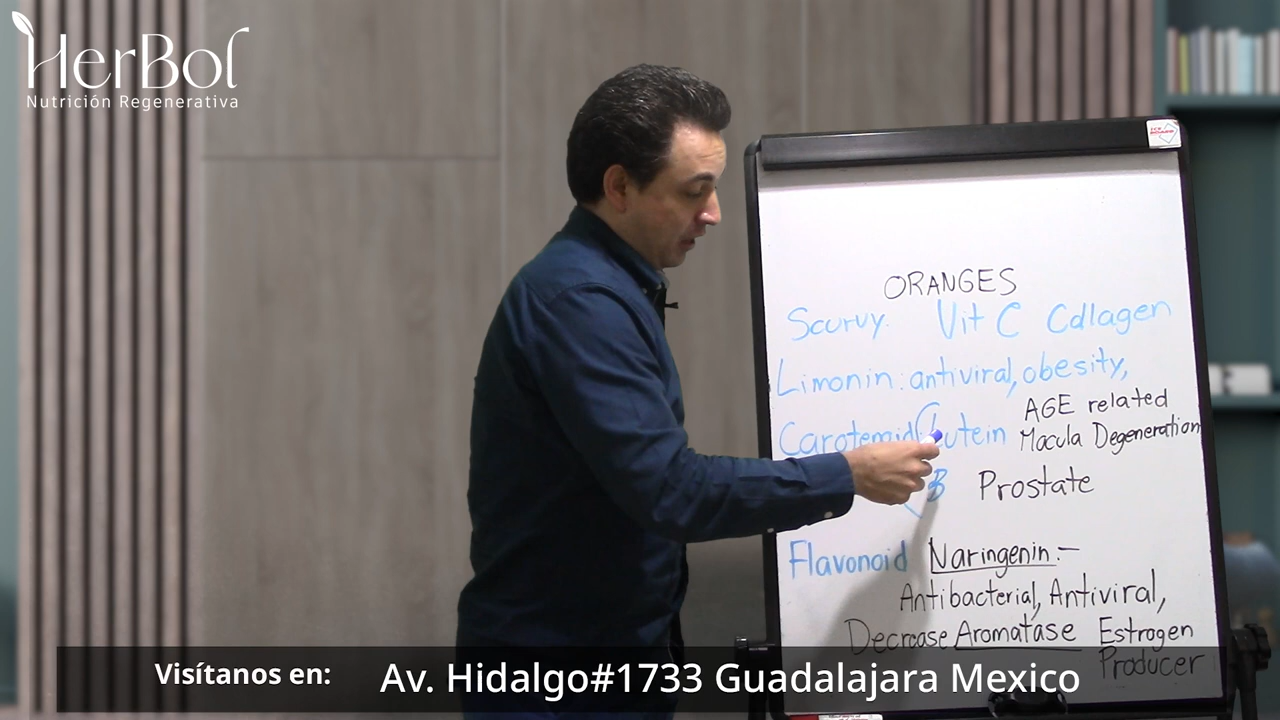 HerBol
Nutrición Regenerativa
ORANGES
Scurvy. Vit C Collagen
Limonin: antiviral, obesity,
Carotenoid Lutein AGE related
Macula Degeneration
B Prostate
Flavonoid Naringenin:-
Antibacterial, Antiviral,
Decrease Aromatase Estrogen
Producer
Visítanos en: Av. Hidalgo#1733 Guadalajara Mexico